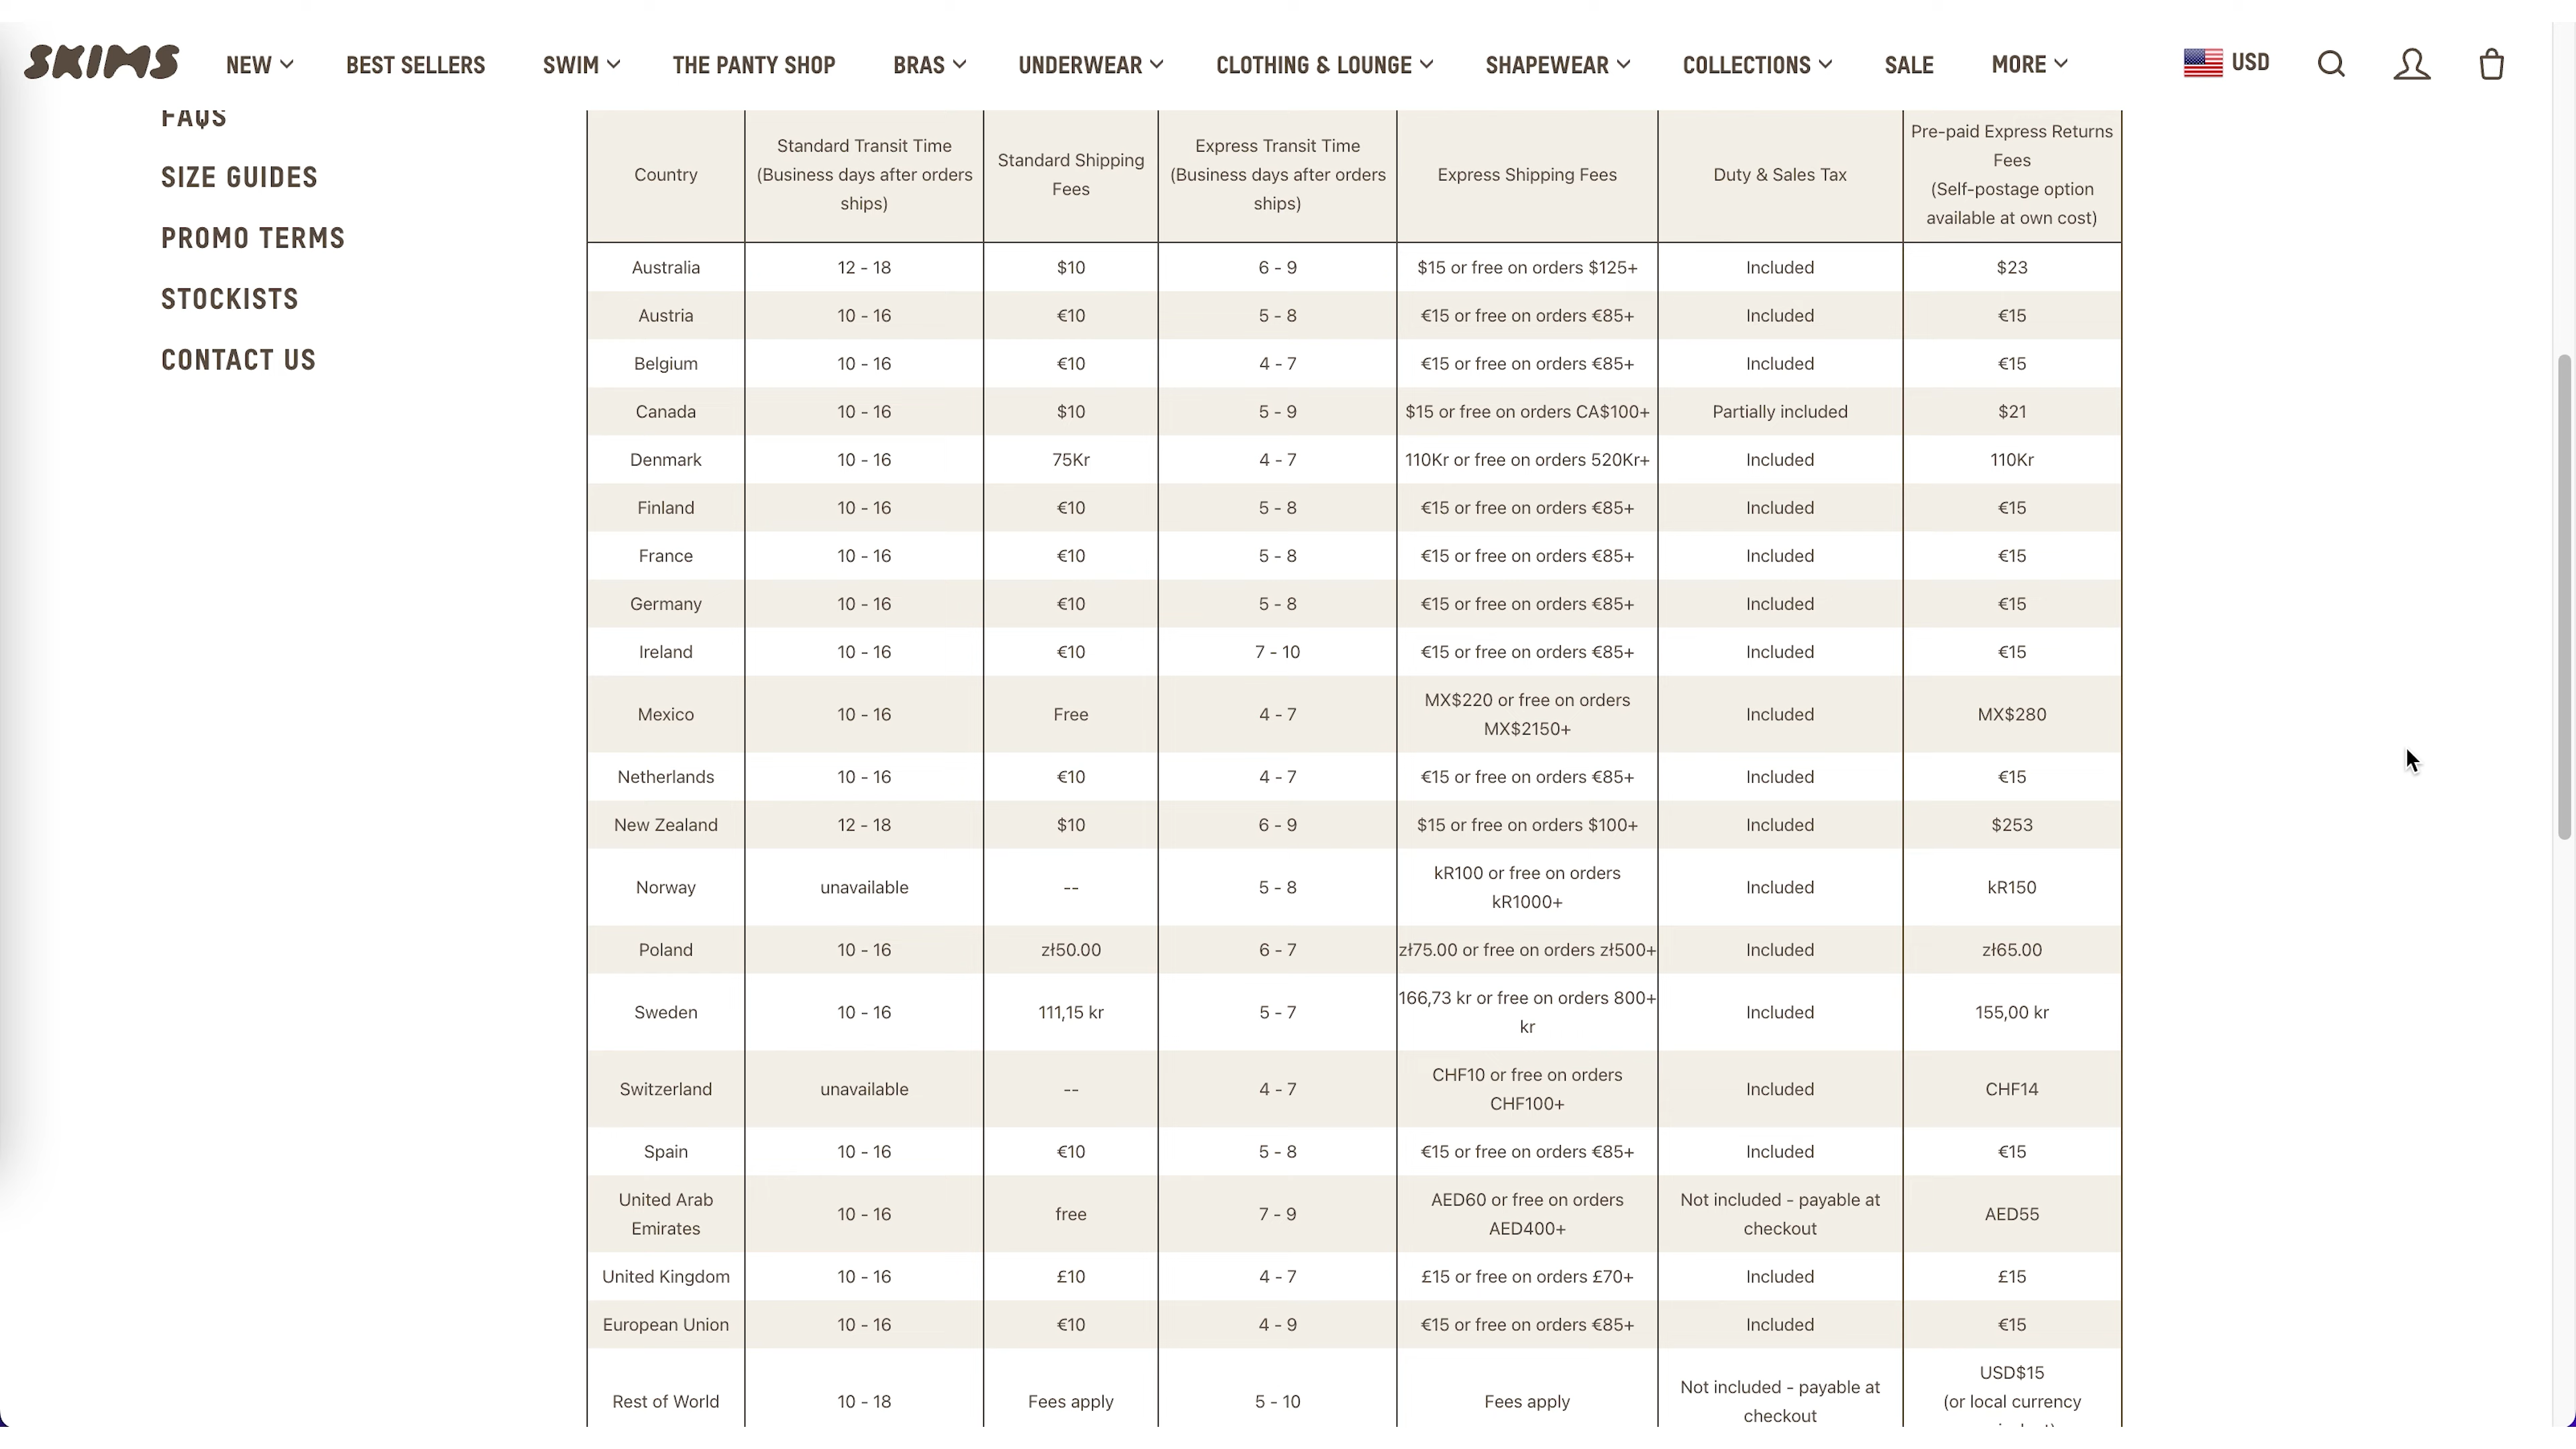 SKIMS
NEW
BEST SELLERS
SWIM
THE PANTY SHOP
BRAS
UNDERWEAR
CLOTHING & LOUNGE
SHAPEWEAR
COLLECTIONS
SALE
MORE
USD
FAQS
SIZE GUIDES
PROMO TERMS
STOCKISTS
CONTACT US
Country
Standard Transit Time
(Business days after orders
ships)
Standard Shipping
Fees
Express Transit Time
(Business days after orders
ships)
Express Shipping Fees
Duty & Sales Tax
Pre-paid Express Returns
Fees
(Self-postage option
available at own cost)
Australia 12 - 18 $10 6 - 9 $15 or free on orders $125+ Included $23
Austria 10 - 16 €10 5 - 8 €15 or free on orders €85+ Included €15
Belgium 10 - 16 €10 4 - 7 €15 or free on orders €85+ Included €15
Canada 10 - 16 $10 5 - 9 $15 or free on orders CA$100+ Partially included $21
Denmark 10 - 16 75Kr 4 - 7 110Kr or free on orders 520Kr+ Included 110Kr
Finland 10 - 16 €10 5 - 8 €15 or free on orders €85+ Included €15
France 10 - 16 €10 5 - 8 €15 or free on orders €85+ Included €15
Germany 10 - 16 €10 5 - 8 €15 or free on orders €85+ Included €15
Ireland 10 - 16 €10 7 - 10 €15 or free on orders €85+ Included €15
Mexico 10 - 16 Free 4 - 7 MX$220 or free on orders
MX$2150+ Included MX$280
Netherlands 10 - 16 €10 4 - 7 €15 or free on orders €85+ Included €15
New Zealand 12 - 18 $10 6 - 9 $15 or free on orders $100+ Included $253
Norway unavailable -- 5 - 8 kR100 or free on orders
kR1000+ Included kR150
Poland 10 - 16 zł50.00 6 - 7 zł75.00 or free on orders zł500+ Included zł65.00
Sweden 10 - 16 111,15 kr 5 - 7 166,73 kr or free on orders 800+
kr Included 155,00 kr
Switzerland unavailable -- 4 - 7 CHF10 or free on orders
CHF100+ Included CHF14
Spain 10 - 16 €10 5 - 8 €15 or free on orders €85+ Included €15
United Arab
Emirates 10 - 16 free 7 - 9 AED60 or free on orders
AED400+ Not included - payable at
checkout AED55
United Kingdom 10 - 16 £10 4 - 7 £15 or free on orders £70+ Included £15
European Union 10 - 16 €10 4 - 9 €15 or free on orders €85+ Included €15
Rest of World 10 - 18 Fees apply 5 - 10 Fees apply Not included - payable at
checkout USD$15
(or local currency